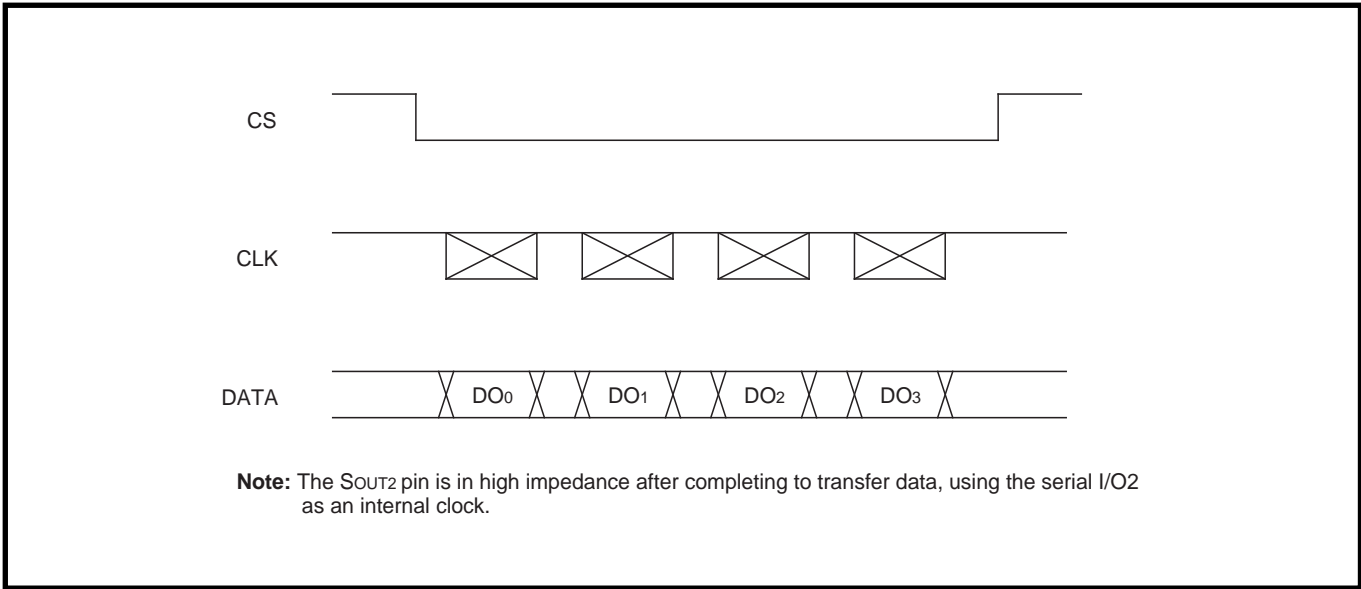 CS
CLK
DATA
DO0
DO1
DO2
DO3
Note: The SOUT2 pin is in high impedance after completing to transfer data, using the serial I/O2
as an internal clock.